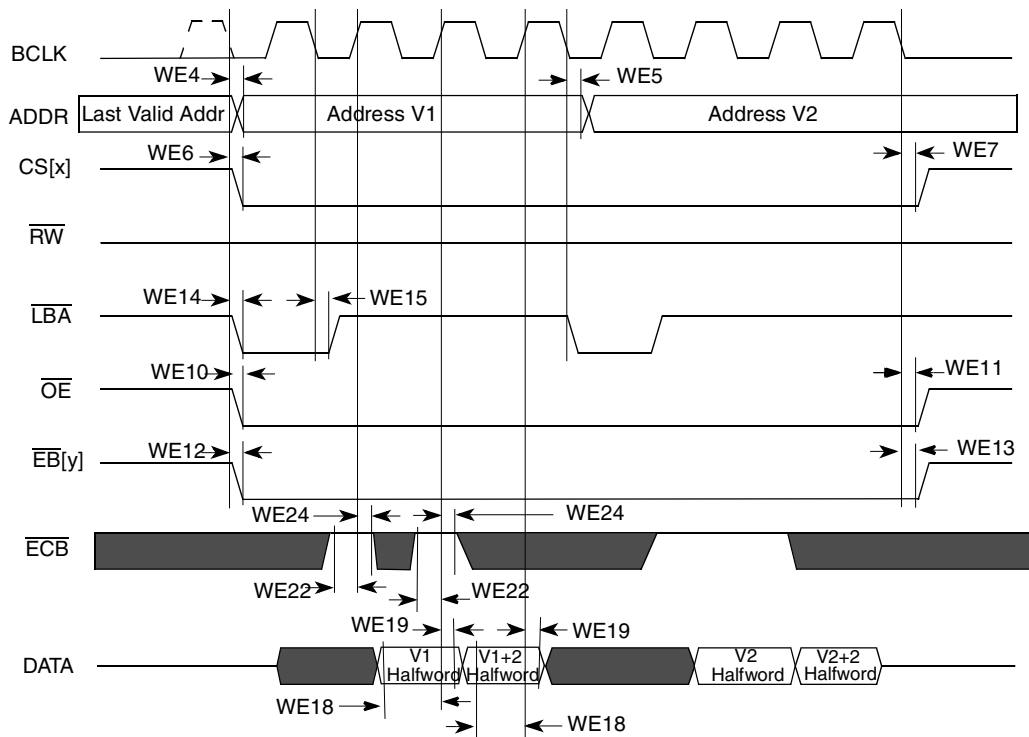 BCLK
WE4
WE5
ADDR
Last Valid Addr
Address V1
Address V2
WE6
WE7
CS[x]
RW
WE14
WE15
LBA
WE10
WE11
OE
WE12
WE13
EB[y]
WE24
WE24
ECB
WE22
WE22
WE19
WE19
DATA
V1
Halfword
V1+2
Halfword
V2
Halfword
V2+2
Halfword
WE18
WE18